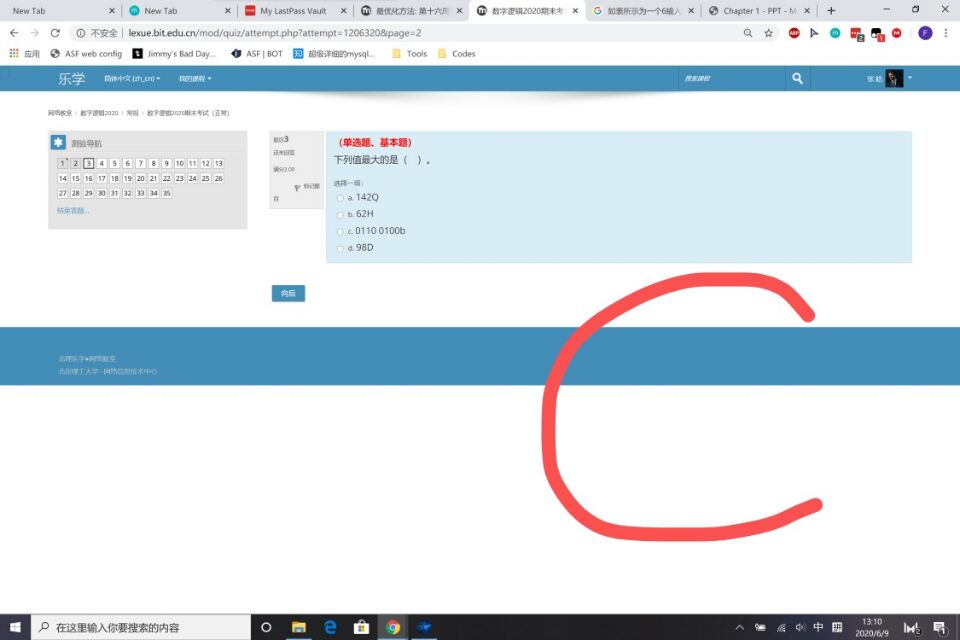 New Tab
New Tab
My LastPass Vault
最优化方法: 第十六周
数字逻辑2020期末考
如表所示为一个6输入
Chapter 1 - PPT - M
不安全 | lexue.bit.edu.cn/mod/quiz/attempt.php?attempt=1206320&page=2
应用 ASF web config Jimmy's Bad Day... ASF | BOT 超级详细的mysql... Tools Codes
乐学 简体中文 (zh_cn) 我的课程 搜索课程
网络教室 › 数字逻辑2020 › 常规 › 数字逻辑2020期末考试（正常）
测验导航
1 2 3 4 5 6 7 8 9 10 11 12 13
14 15 16 17 18 19 20 21 22 23 24 25 26
27 28 29 30 31 32 33 34 35
结束答题...
题目3
还未回答
满分2.00
标记题
目
（单选题、基本题）
下列值最大的是（ ）。
选择一项：
a. 142Q
b. 62H
c. 0110 0100b
d. 98D
向后
C
北理乐学●网络教室
北京理工大学 - 网络信息技术中心
在这里输入你要搜索的内容
中
13:10
2020/6/9